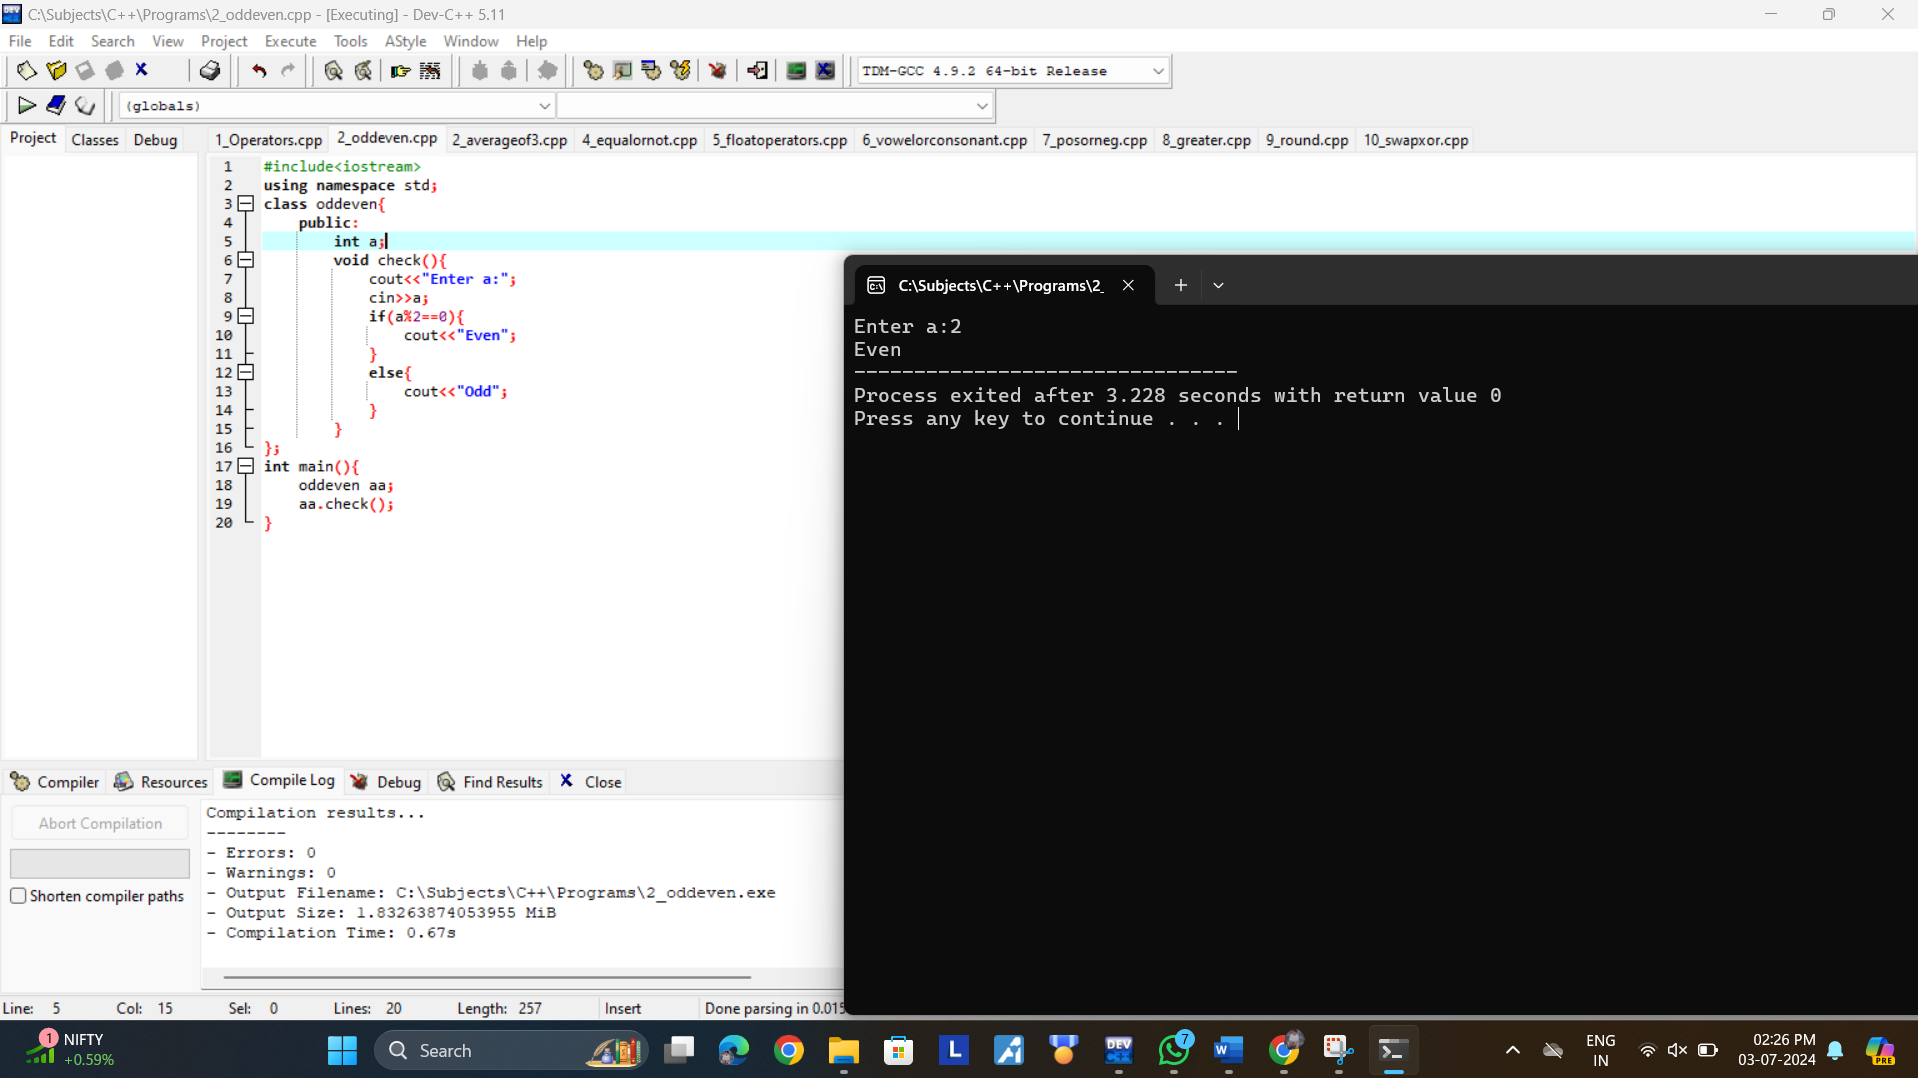 C:\Subjects\C++\Programs\2_oddeven.cpp - [Executing] - Dev-C++ 5.11
File Edit Search View Project Execute Tools AStyle Window Help
TDM-GCC 4.9.2 64-bit Release
(globals)
Project Classes Debug
1_Operators.cpp 2_oddeven.cpp 2_averageof3.cpp 4_equalornot.cpp 5_floatoperators.cpp 6_vowelorconsonant.cpp 7_posorneg.cpp 8_greater.cpp 9_round.cpp 10_swapxor.cpp
1 #include<iostream>
2 using namespace std;
3 class oddeven{
4 public:
5 int a;
6 void check(){
7 cout<<"Enter a:";
8 cin>>a;
9 if(a%2==0){
10 cout<<"Even";
11 }
12 else{
13 cout<<"Odd";
14 }
15 }
16 };
17 int main(){
18 oddeven aa;
19 aa.check();
20 }
C:\Subjects\C++\Programs\2_
Enter a:2
Even
--------------------------------
Process exited after 3.228 seconds with return value 0
Press any key to continue . . .
Compiler Resources Compile Log Debug Find Results Close
Abort Compilation
Shorten compiler paths
Compilation results...
--------
- Errors: 0
- Warnings: 0
- Output Filename: C:\Subjects\C++\Programs\2_oddeven.exe
- Output Size: 1.83263874053955 MiB
- Compilation Time: 0.67s
Line: 5 Col: 15 Sel: 0 Lines: 20 Length: 257 Insert Done parsing in 0.015
1 NIFTY
+0.59%
Search
L
DEV
C++
7
W
ENG
IN
02:26 PM
03-07-2024
PRE